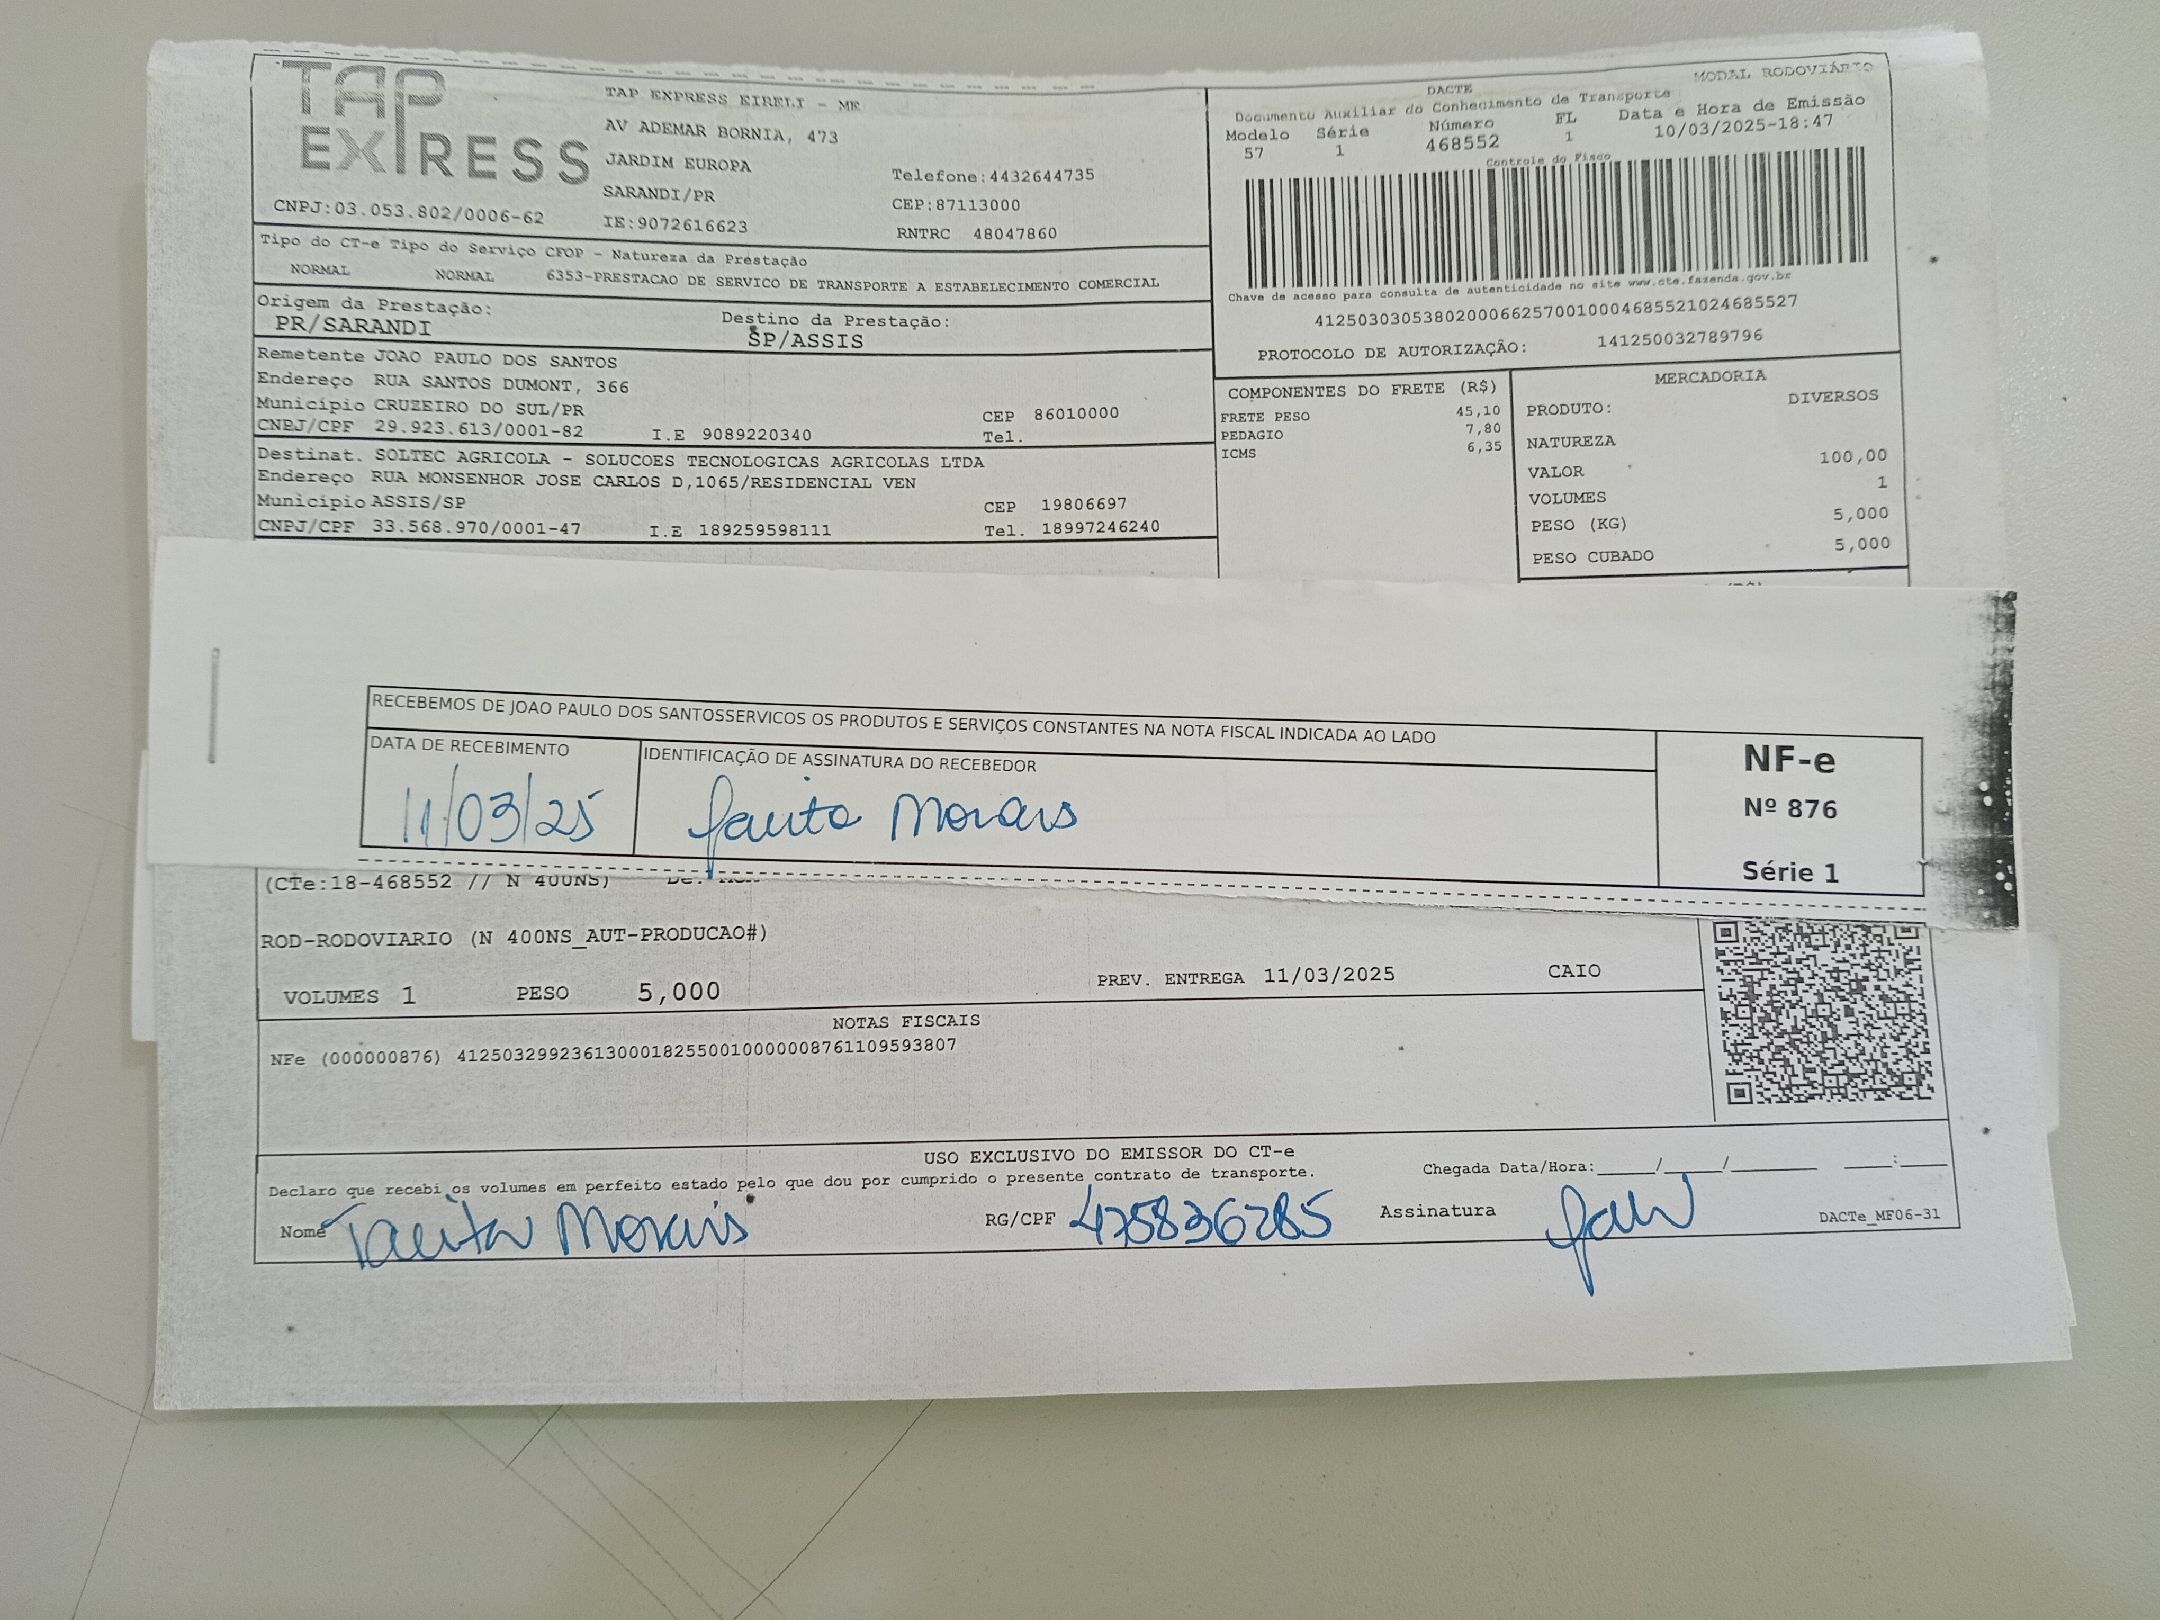 TAP EXPRESS
TAP EXPRESS EIRELI - ME
AV ADEMAR BORNIA, 473
JARDIM EUROPA
SARANDI/PR
Telefone:4432644735
CEP:87113000
CNPJ:03.053.802/0006-62
IE:9072616623
RNTRC 48047860
MODAL RODOVIÁRIO
DACTE
Documento Auxiliar do Conhecimento de Transporte
Modelo Série Número FL Data e Hora de Emissão
57 1 468552 1 10/03/2025-18:47
Controle do Fisco
Chave de acesso para consulta de autenticidade no site www.cte.fazenda.gov.br
41250303053802000662570010004685521024685527
PROTOCOLO DE AUTORIZAÇÃO: 141250032789796
Tipo do CT-e Tipo do Serviço CFOP - Natureza da Prestação
NORMAL NORMAL 6353-PRESTACAO DE SERVICO DE TRANSPORTE A ESTABELECIMENTO COMERCIAL
Origem da Prestação: Destino da Prestação:
PR/SARANDI SP/ASSIS
Remetente JOAO PAULO DOS SANTOS
Endereço RUA SANTOS DUMONT, 366
Município CRUZEIRO DO SUL/PR CEP 86010000
CNPJ/CPF 29.923.613/0001-82 I.E 9089220340 Tel.
Destinat. SOLTEC AGRICOLA - SOLUCOES TECNOLOGICAS AGRICOLAS LTDA
Endereço RUA MONSENHOR JOSE CARLOS D,1065/RESIDENCIAL VEN
Município ASSIS/SP CEP 19806697
CNPJ/CPF 33.568.970/0001-47 I.E 189259598111 Tel. 18997246240
COMPONENTES DO FRETE (R$)
FRETE PESO 45,10
PEDAGIO 7,80
ICMS 6,35
MERCADORIA
PRODUTO: DIVERSOS
NATUREZA
VALOR 100,00
VOLUMES 1
PESO (KG) 5,000
PESO CUBADO 5,000
RECEBEMOS DE JOAO PAULO DOS SANTOSSERVICOS OS PRODUTOS E SERVIÇOS CONSTANTES NA NOTA FISCAL INDICADA AO LADO
DATA DE RECEBIMENTO
11/03/25
IDENTIFICAÇÃO DE ASSINATURA DO RECEBEDOR
Morais
NF-e
Nº 876
Série 1
(CTe:18-468552 // N 400NS)
ROD-RODOVIARIO (N 400NS_AUT-PRODUCAO#)
VOLUMES 1 PESO 5,000 PREV. ENTREGA 11/03/2025 CAIO
NOTAS FISCAIS
NFe (000000876) 41250329923613000182550010000008761109593807
USO EXCLUSIVO DO EMISSOR DO CT-e
Declaro que recebi os volumes em perfeito estado pelo que dou por cumprido o presente contrato de transporte.
Chegada Data/Hora:_____/_____/_______ ____:____
Nome Talita Morais RG/CPF 475836285 Assinatura
DACTe_MF06-31